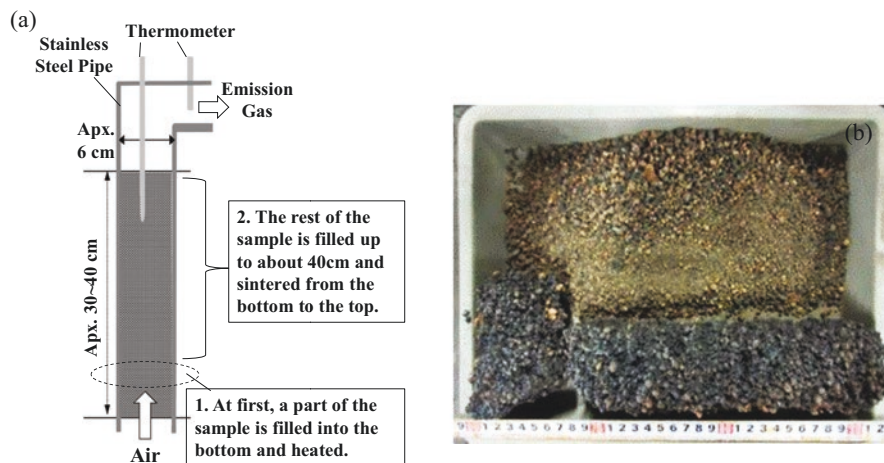 (a)
Thermometer
Stainless
Steel Pipe
Emission
Gas
Apx.
6 cm
2. The rest of the
sample is filled up
to about 40cm and
sintered from the
bottom to the top.
Apx. 30~40 cm
1. At first, a part of the
sample is filled into the
bottom and heated.
Air
(b)